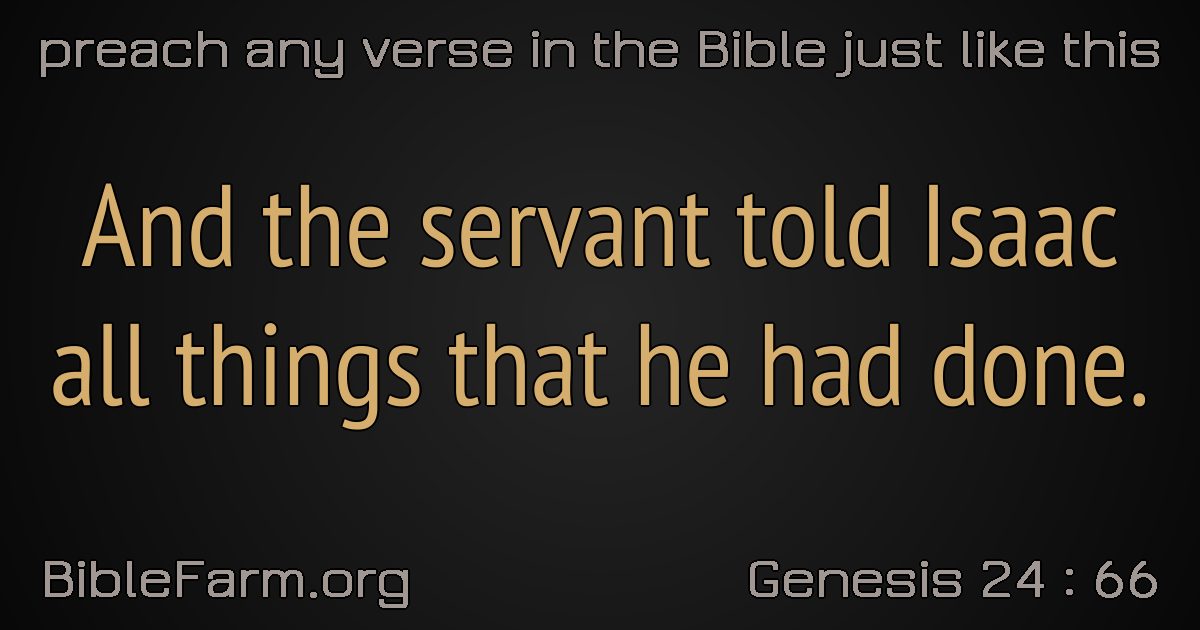 preach any verse in the Bible just like this
And the servant told Isaac
all things that he had done.
BibleFarm.org
Genesis 24 : 66